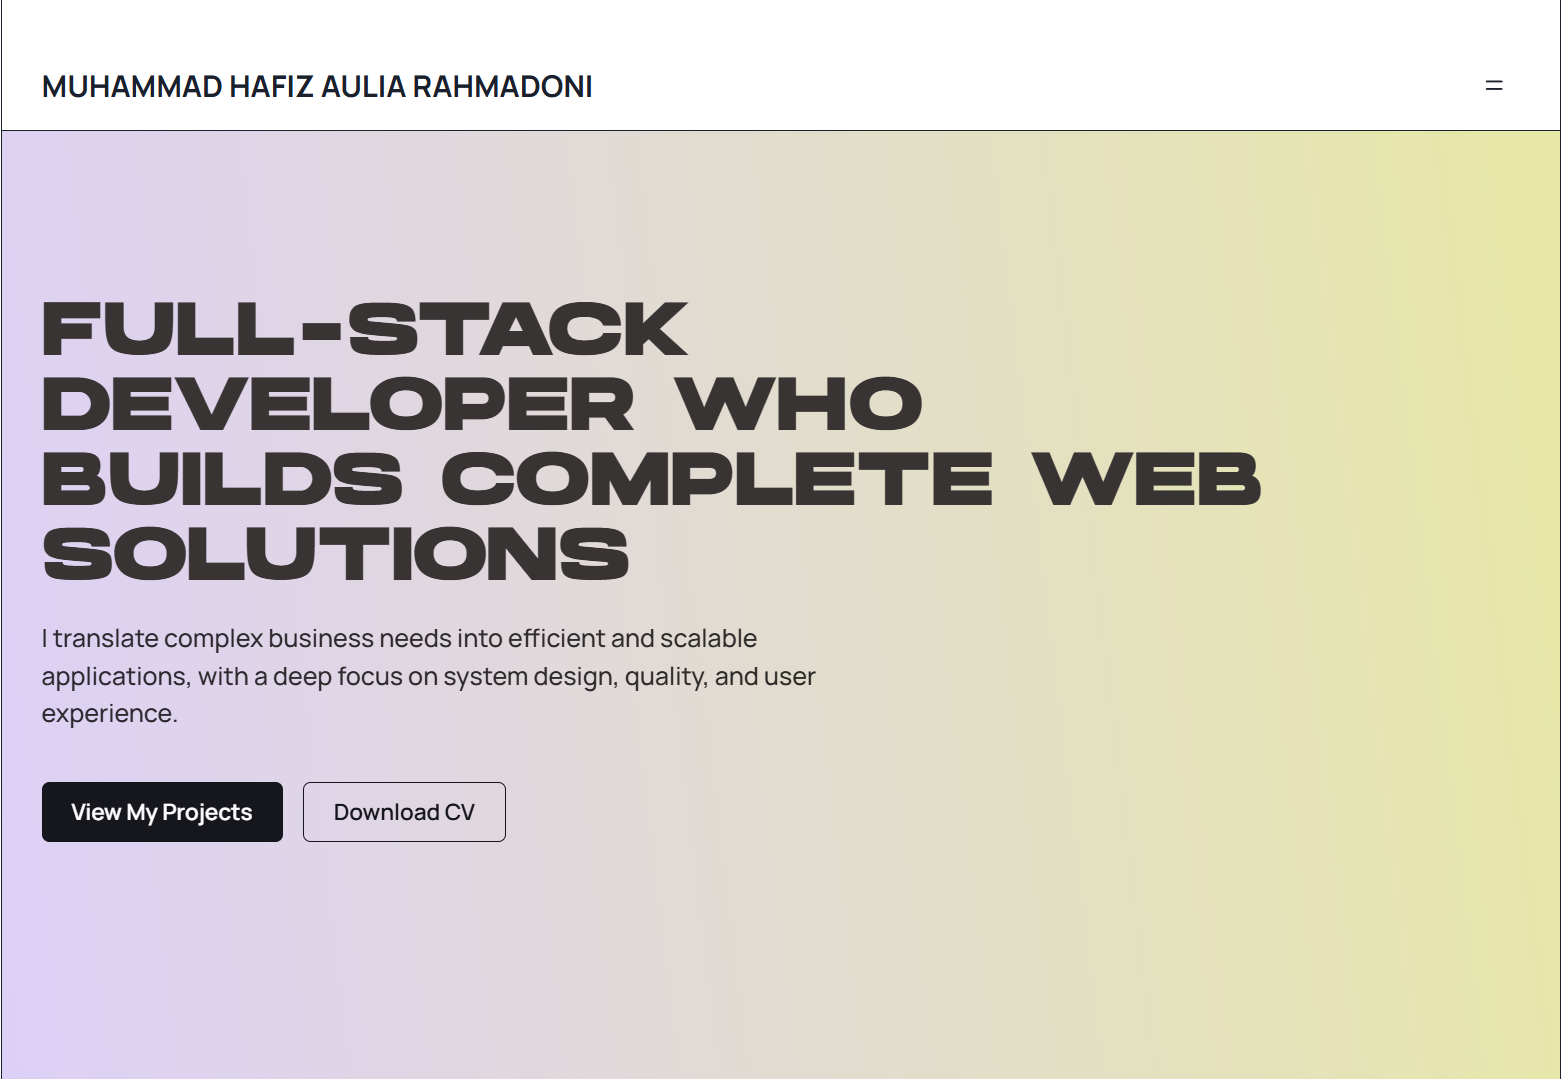 MUHAMMAD HAFIZ AULIA RAHMADONI
FULL-STACK
DEVELOPER WHO
BUILDS COMPLETE WEB
SOLUTIONS
I translate complex business needs into efficient and scalable
applications, with a deep focus on system design, quality, and user
experience.
View My Projects
Download CV